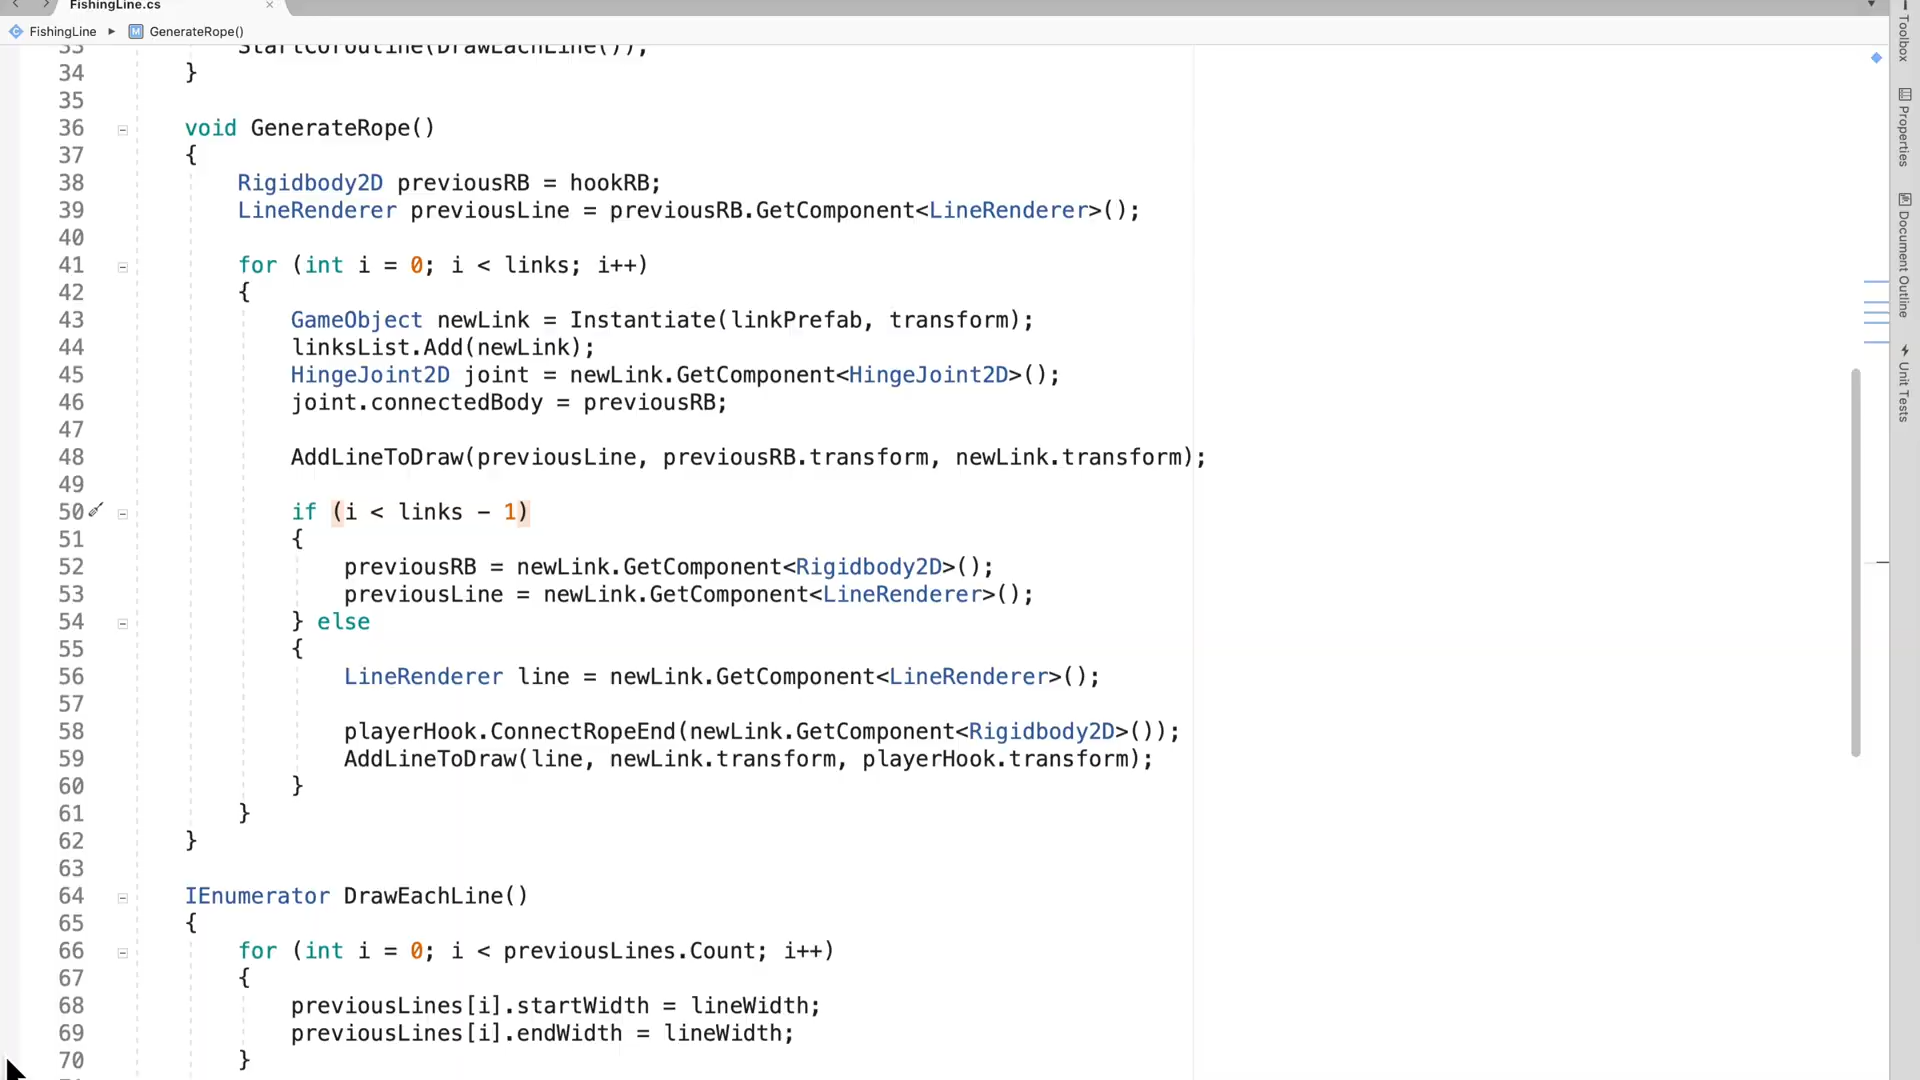 FishingLine.cs ×
FishingLine ▸ M GenerateRope()
33 StartCoroutine(DrawEachLine());
34 }
35
36 void GenerateRope()
37 {
38 Rigidbody2D previousRB = hookRB;
39 LineRenderer previousLine = previousRB.GetComponent<LineRenderer>();
40
41 for (int i = 0; i < links; i++)
42 {
43 GameObject newLink = Instantiate(linkPrefab, transform);
44 linksList.Add(newLink);
45 HingeJoint2D joint = newLink.GetComponent<HingeJoint2D>();
46 joint.connectedBody = previousRB;
47
48 AddLineToDraw(previousLine, previousRB.transform, newLink.transform);
49
50 if (i < links - 1)
51 {
52 previousRB = newLink.GetComponent<Rigidbody2D>();
53 previousLine = newLink.GetComponent<LineRenderer>();
54 } else
55 {
56 LineRenderer line = newLink.GetComponent<LineRenderer>();
57
58 playerHook.ConnectRopeEnd(newLink.GetComponent<Rigidbody2D>());
59 AddLineToDraw(line, newLink.transform, playerHook.transform);
60 }
61 }
62 }
63
64 IEnumerator DrawEachLine()
65 {
66 for (int i = 0; i < previousLines.Count; i++)
67 {
68 previousLines[i].startWidth = lineWidth;
69 previousLines[i].endWidth = lineWidth;
70 }
Toolbox
Properties
Document Outline
Unit Tests